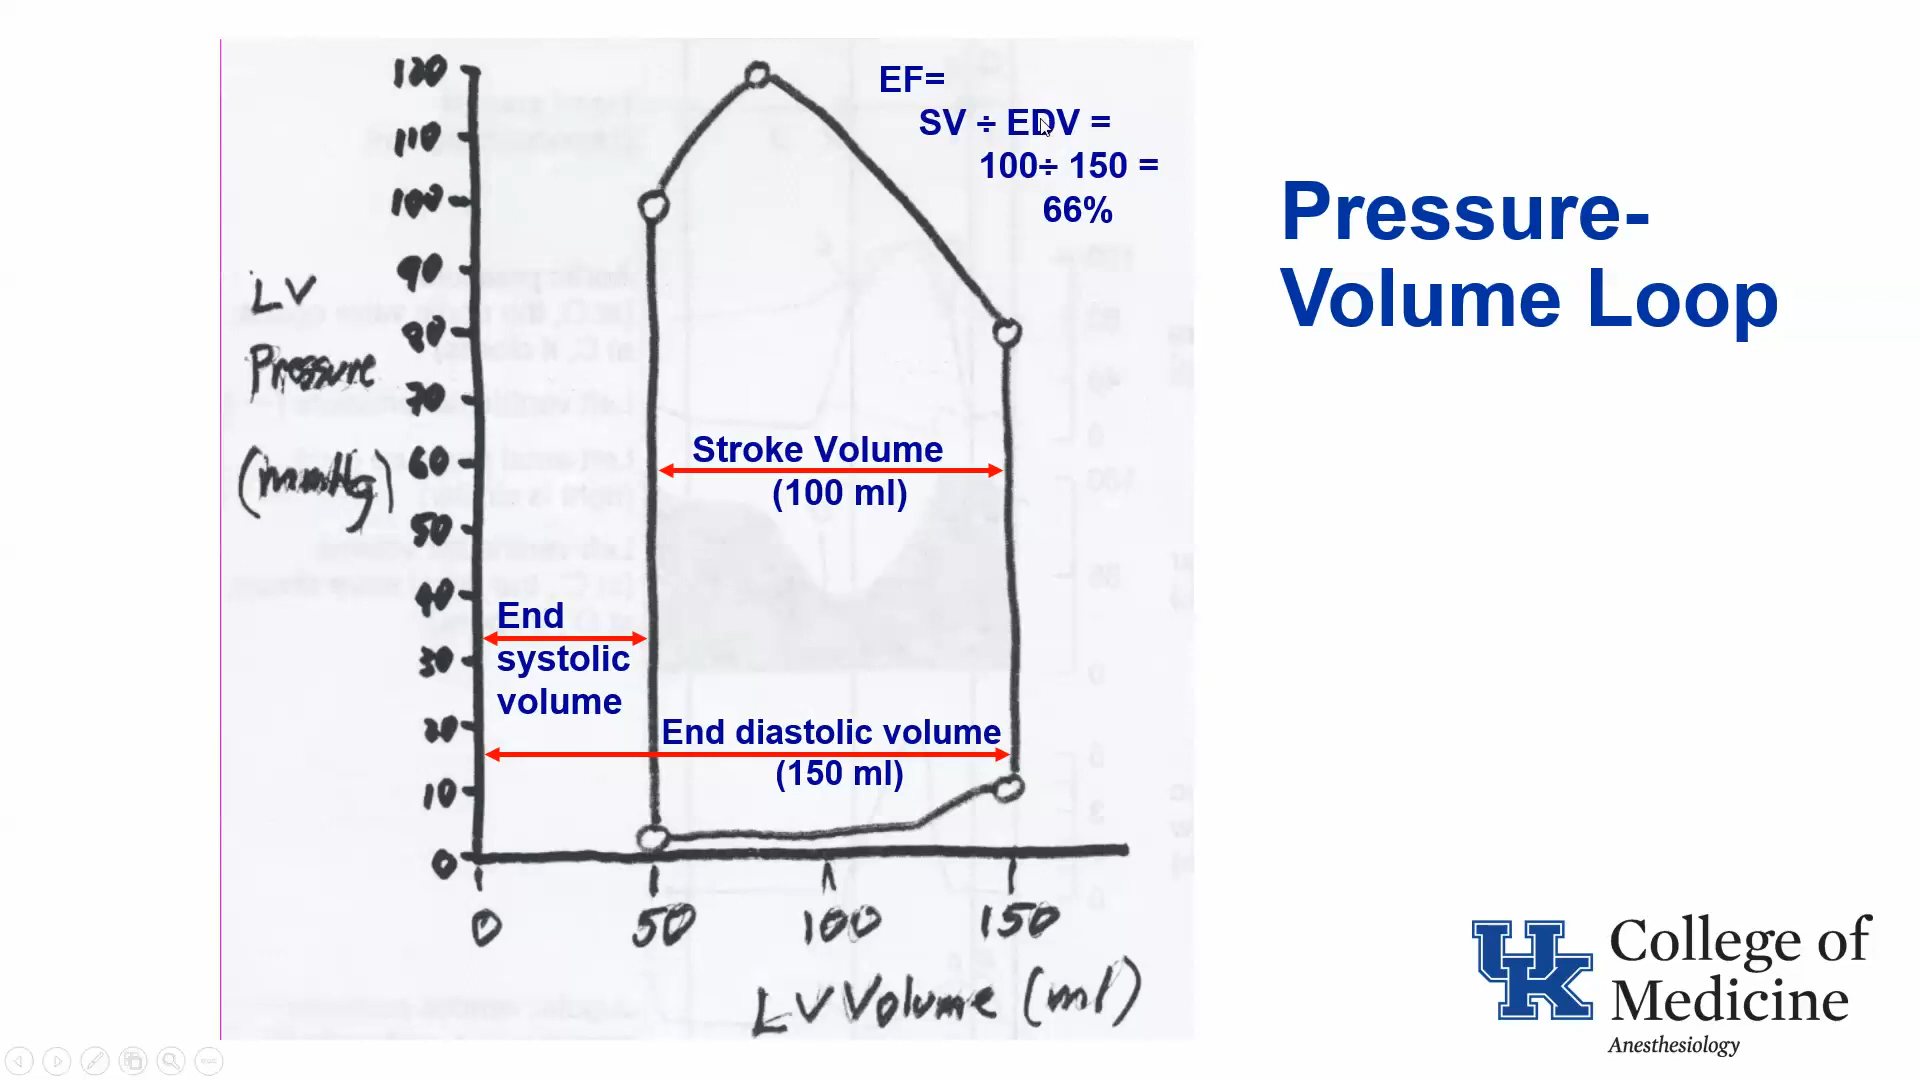 120
110
100
90
80
70
60
50
40
30
20
10
0
LV
Pressure
(mmHg)
EF=
SV ÷ EDV =
100÷ 150 =
66%
Stroke Volume
(100 ml)
End
systolic
volume
End diastolic volume
(150 ml)
0 50 100 150
LV Volume (ml)
Pressure-
Volume Loop
UK
College of
Medicine
Anesthesiology